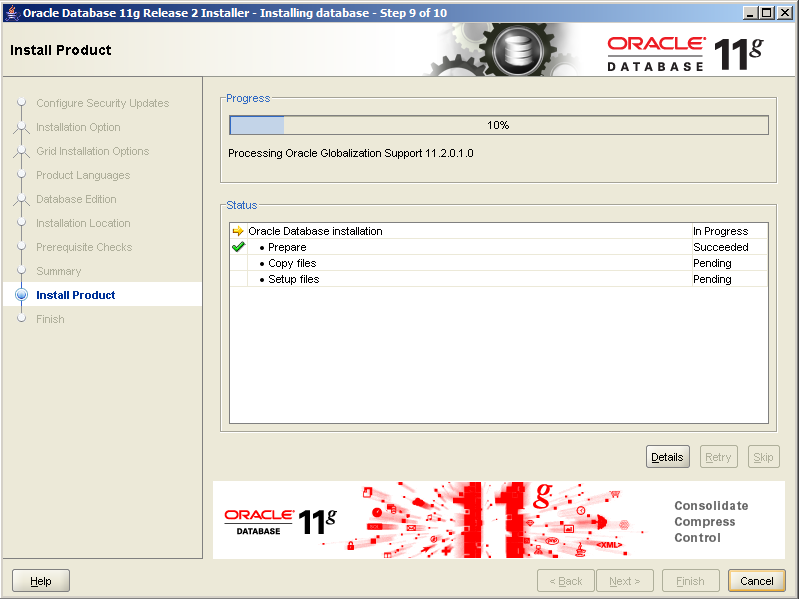 Oracle Database 11g Release 2 Installer - Installing database - Step 9 of 10
Install Product
ORACLE
DATABASE
11g
Configure Security Updates
Installation Option
Grid Installation Options
Product Languages
Database Edition
Installation Location
Prerequisite Checks
Summary
Install Product
Finish
Progress
10%
Processing Oracle Globalization Support 11.2.0.1.0
Status
Oracle Database installation In Progress
• Prepare Succeeded
• Copy files Pending
• Setup files Pending
Details Retry Skip
ORACLE
DATABASE
11g
11g
<XML>
Consolidate
Compress
Control
Help < Back Next > Finish Cancel